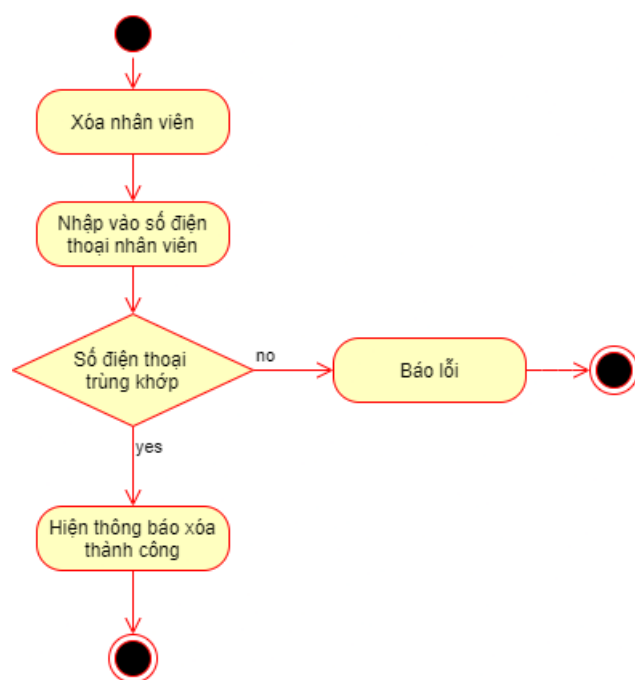 Xóa nhân viên
Nhập vào số điện
thoại nhân viên
Số điện thoại
trùng khớp
no
Báo lỗi
yes
Hiện thông báo xóa
thành công